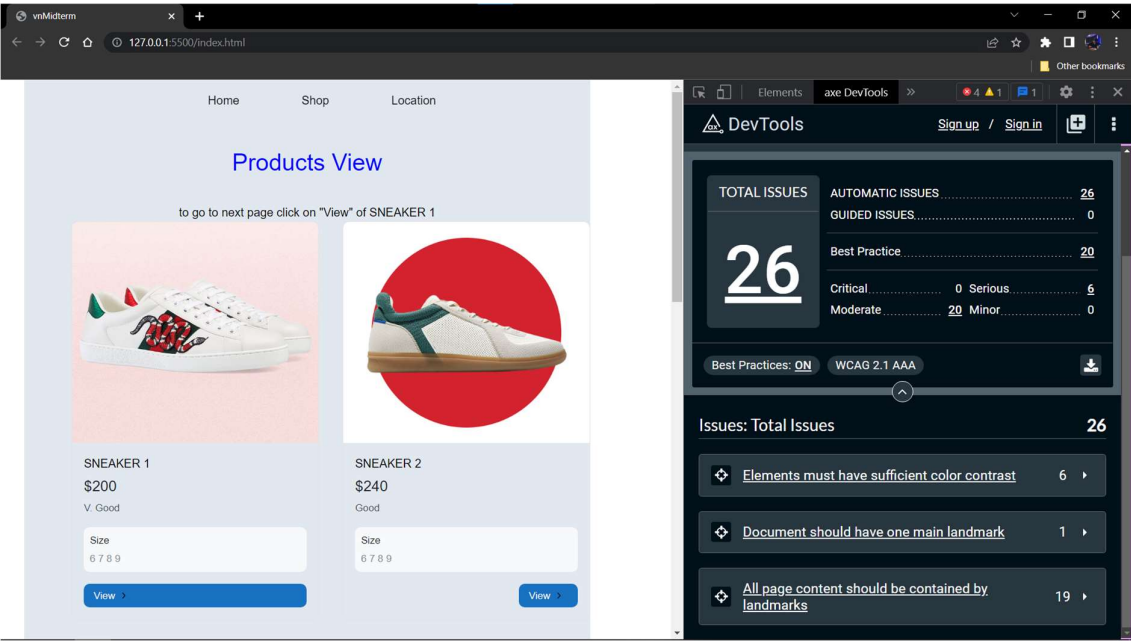 vnMidterm
127.0.0.1:5500/index.html
Other bookmarks
Home Shop Location
Products View
to go to next page click on "View" of SNEAKER 1
SNEAKER 1
$200
V. Good
Size
6 7 8 9
View
SNEAKER 2
$240
Good
Size
6 7 8 9
View
Elements axe DevTools 4 1 1
ax DevTools Sign up / Sign in
TOTAL ISSUES
26
AUTOMATIC ISSUES 26
GUIDED ISSUES 0
Best Practice 20
Critical 0 Serious 6
Moderate 20 Minor 0
Best Practices: ON WCAG 2.1 AAA
Issues: Total Issues 26
Elements must have sufficient color contrast 6
Document should have one main landmark 1
All page content should be contained by
landmarks 19